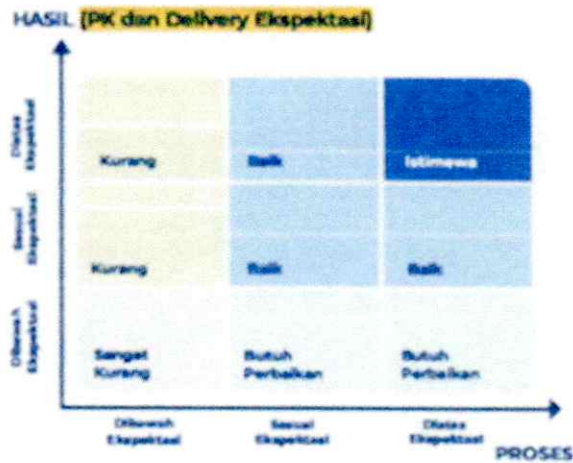 HASIL (PK dan Delivery Ekspektasi)
Diatas
Ekspektasi
Kurang
Baik
Istimewa
Sesuai
Ekspektasi
Kurang
Baik
Baik
Dibawah
Ekspektasi
Sangat
Kurang
Butuh
Perbaikan
Butuh
Perbaikan
Dibawah
Ekspektasi
Sesuai
Ekspektasi
Diatas
Ekspektasi
PROSES